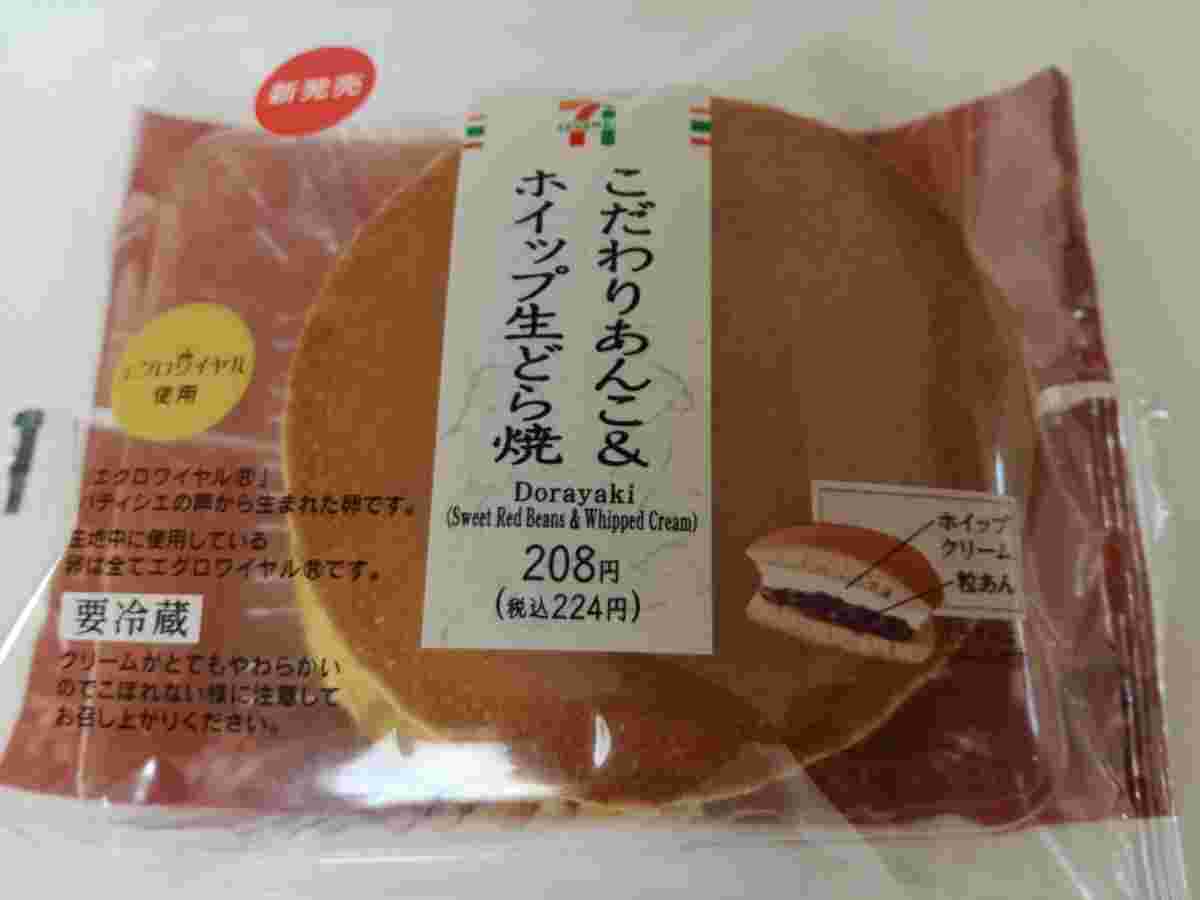 新発売
こだわりあんこ&
ホイップ生どら焼
Dorayaki
(Sweet Red Beans & Whipped Cream)
208円
(税込224円)
エグロワイヤル
使用
エグロワイヤル®」
パティシエの声から生まれた卵です。
生地中に使用している
卵は全てエグロワイヤル®です。
要冷蔵
クリームがとてもやわらかい
のでこぼれない様に注意して
お召し上がりください。
ホイップ
クリーム
粒あん